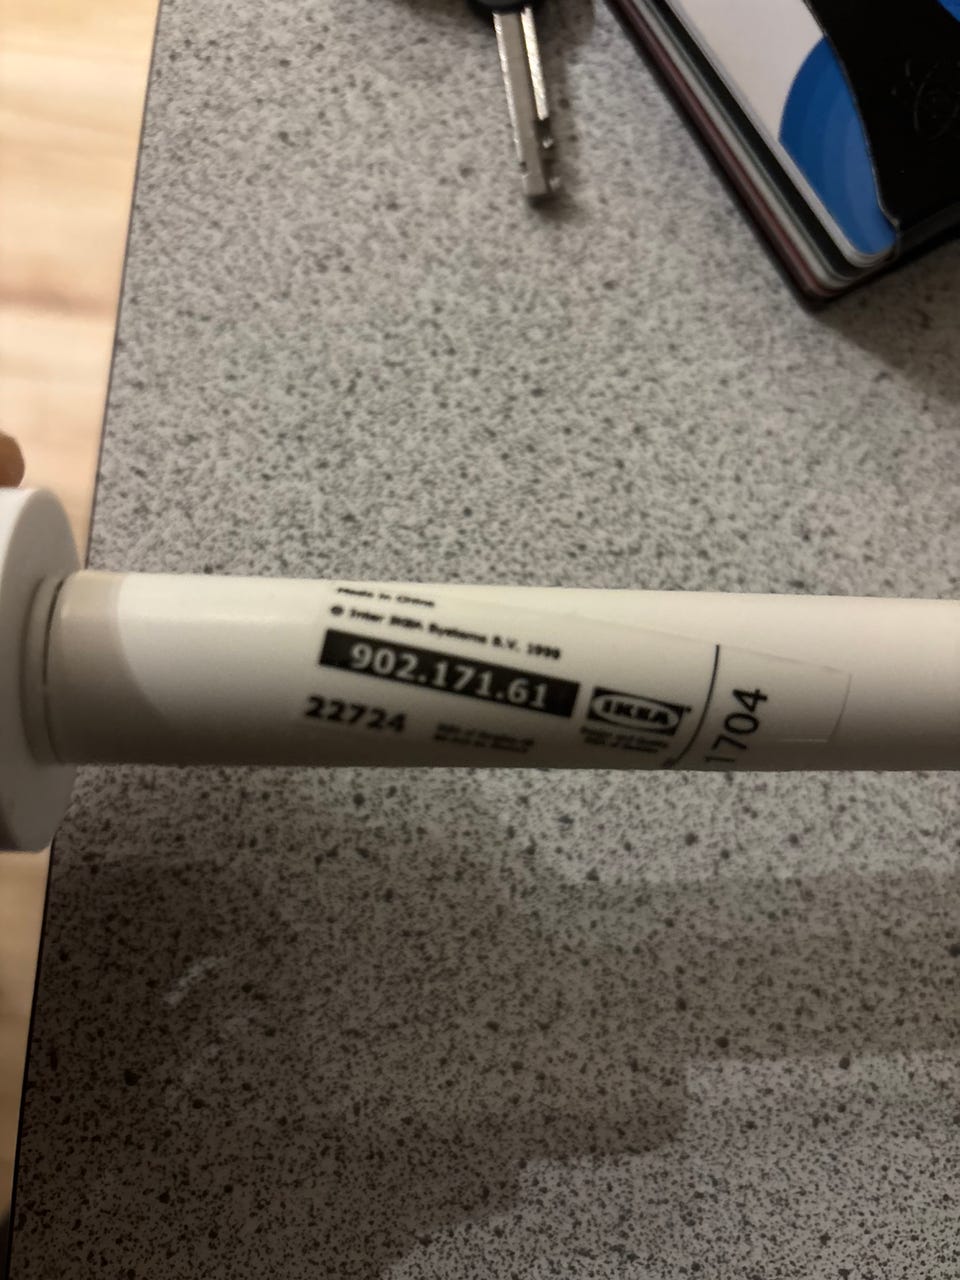 Made in China
© Inter IKEA Systems B.V. 1999
902.171.61
IKEA
22724
1704